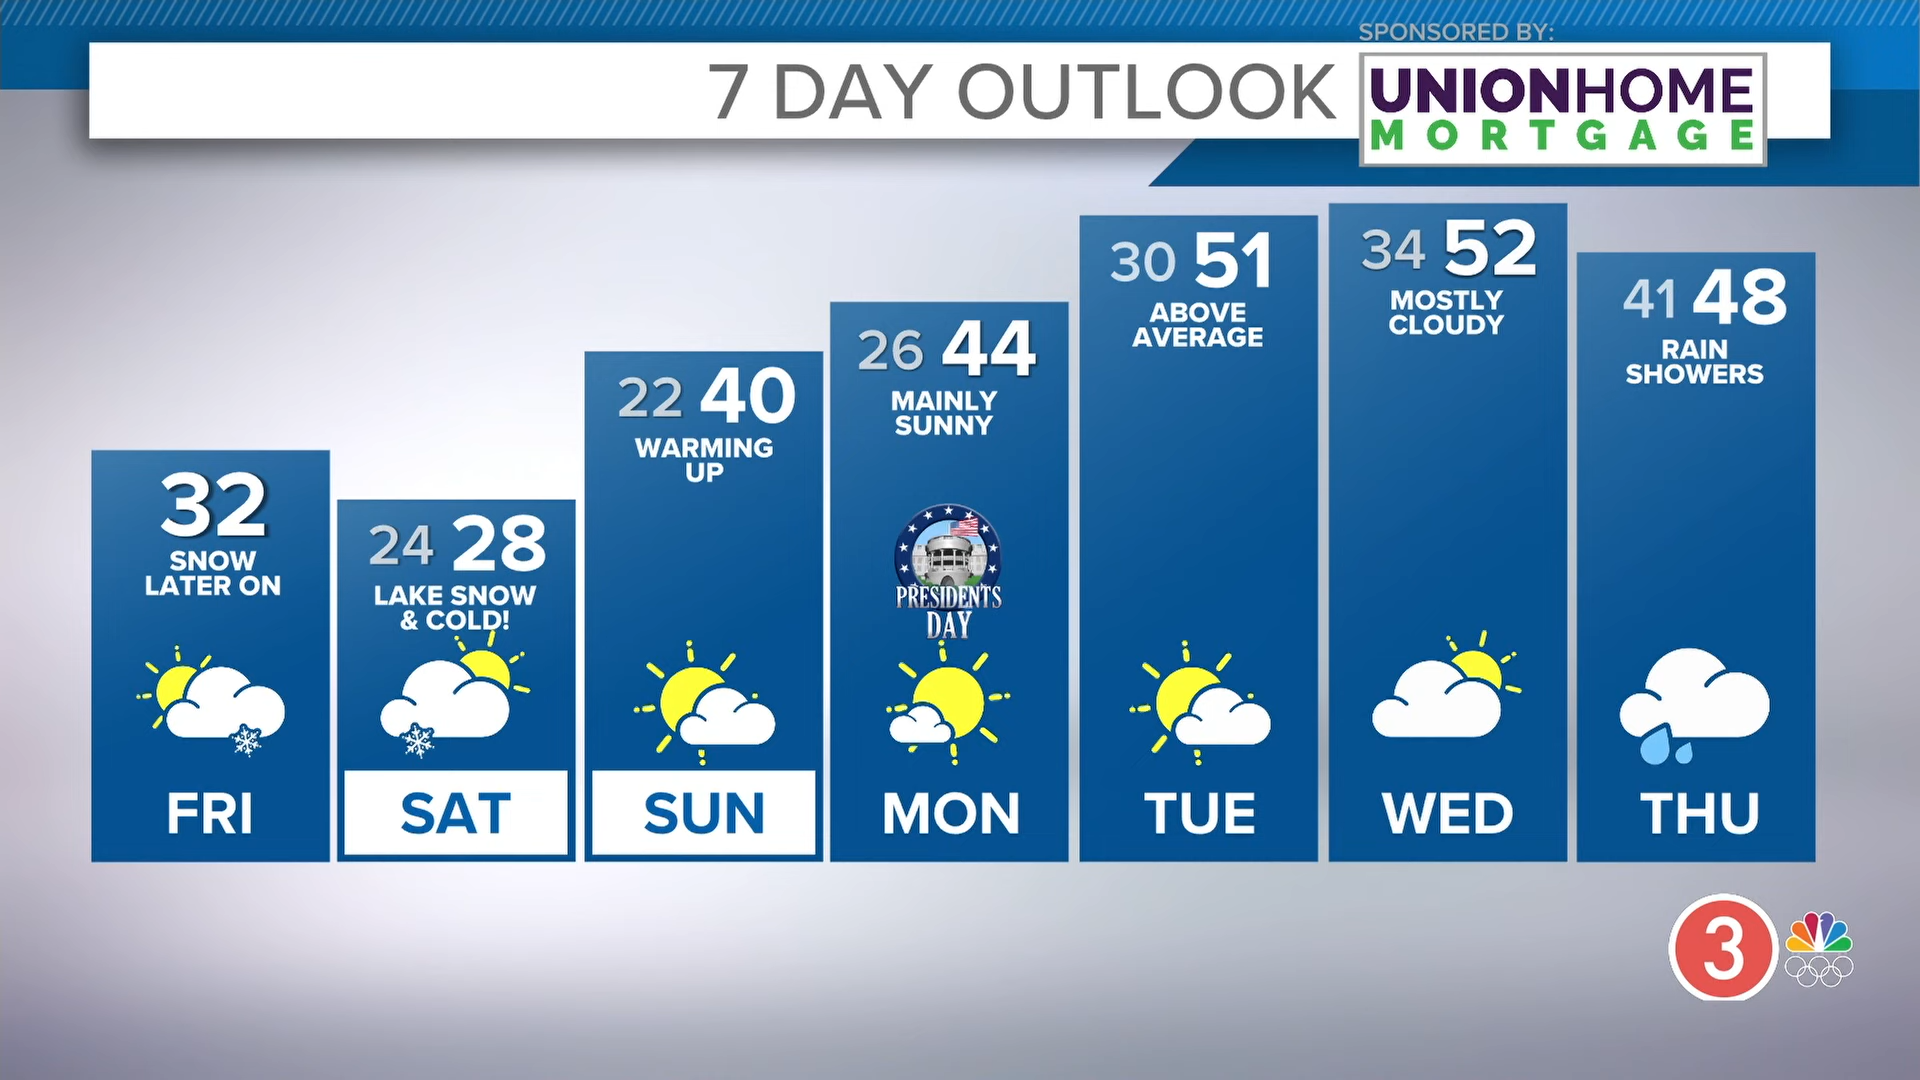 SPONSORED BY:
7 DAY OUTLOOK
UNIONHOME
MORTGAGE
32
SNOW
LATER ON
FRI
24 28
LAKE SNOW
& COLD!
SAT
22 40
WARMING
UP
SUN
26 44
MAINLY
SUNNY
PRESIDENTS
DAY
MON
30 51
ABOVE
AVERAGE
TUE
34 52
MOSTLY
CLOUDY
WED
41 48
RAIN
SHOWERS
THU
3